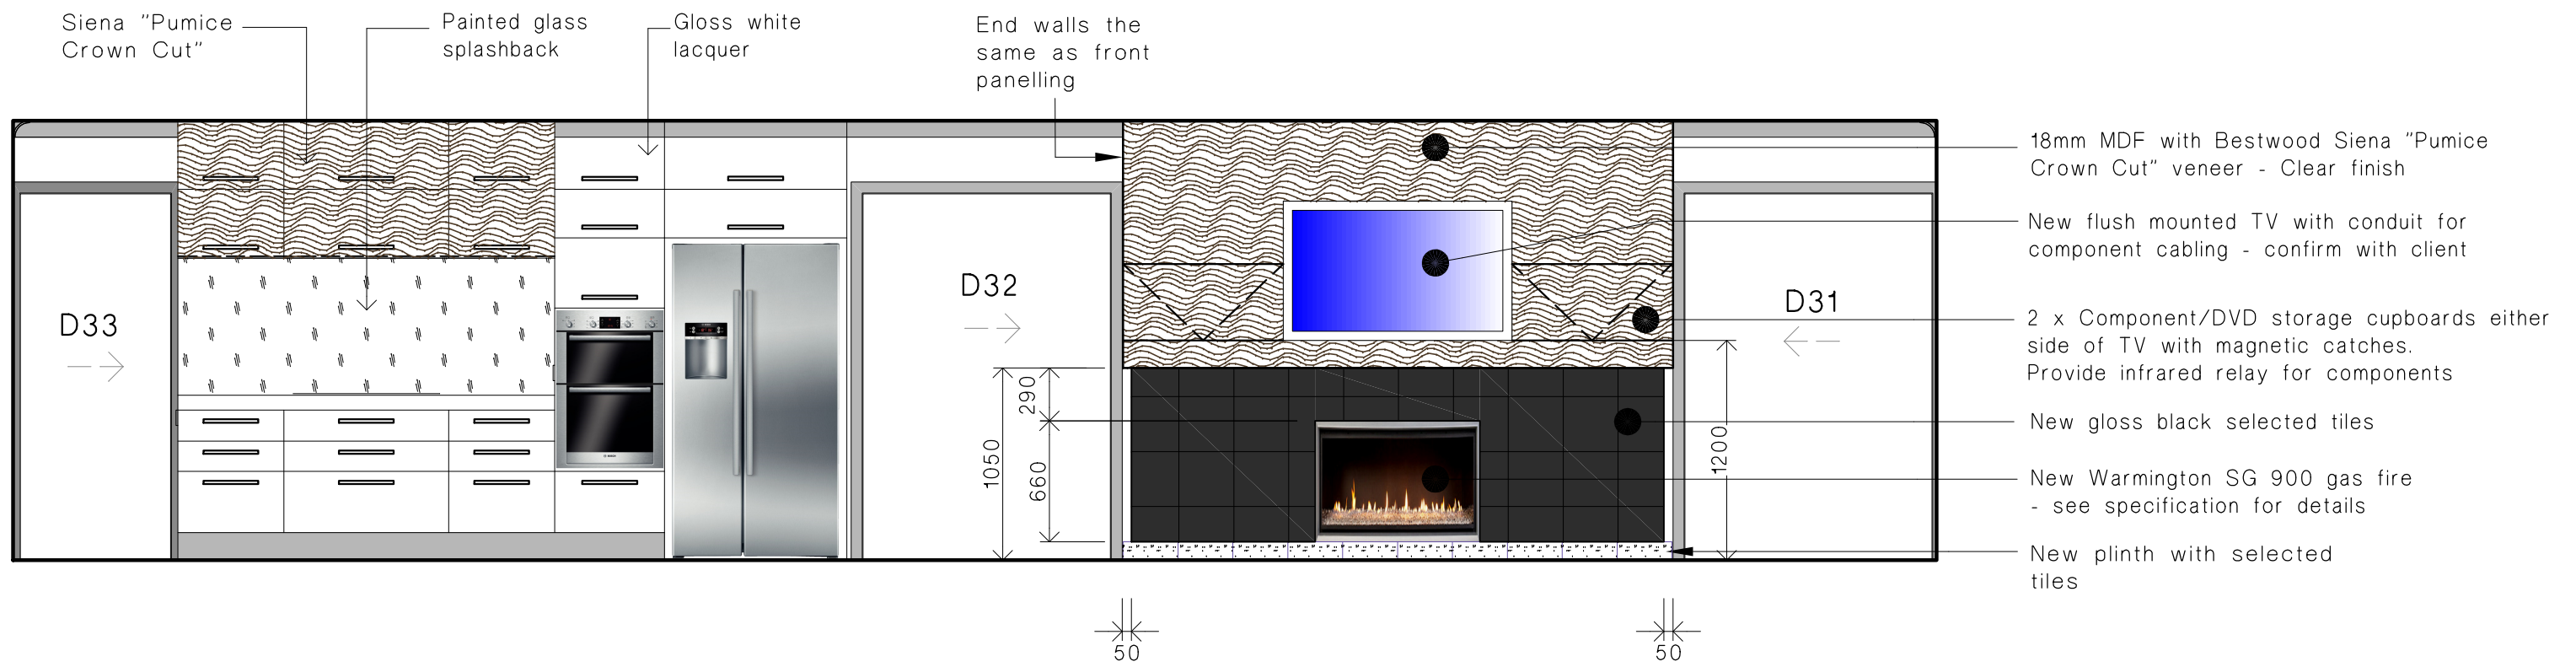 Siena "Pumice
Crown Cut"
Painted glass
splashback
Gloss white
lacquer
End walls the
same as front
panelling
18mm MDF with Bestwood Siena "Pumice
Crown Cut" veneer - Clear finish
New flush mounted TV with conduit for
component cabling - confirm with client
2 x Component/DVD storage cupboards either
side of TV with magnetic catches.
Provide infrared relay for components
New gloss black selected tiles
New Warmington SG 900 gas fire
- see specification for details
New plinth with selected
tiles
D33
D32
D31
290
1050
660
1200
50
50